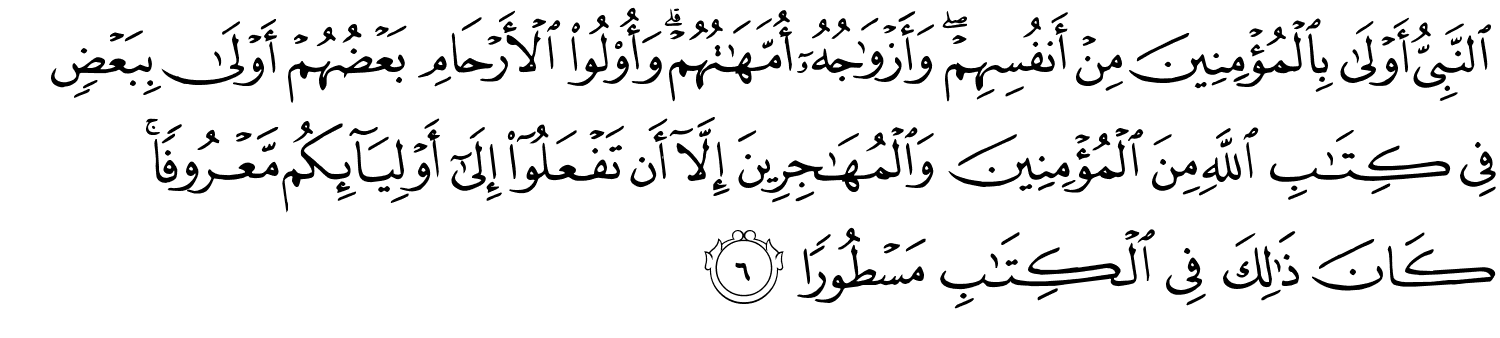 ٱلنَّبِىُّ أَوْلَىٰ بِٱلْمُؤْمِنِينَ مِنْ أَنفُسِهِمْ ۖ وَأَزْوَٰجُهُۥٓ أُمَّهَـٰتُهُمْ ۗ وَأُو۟لُوا۟ ٱلْأَرْحَامِ بَعْضُهُمْ أَوْلَىٰ بِبَعْضٍ
فِى كِتَـٰبِ ٱللَّهِ مِنَ ٱلْمُؤْمِنِينَ وَٱلْمُهَـٰجِرِينَ إِلَّآ أَن تَفْعَلُوٓا۟ إِلَىٰٓ أَوْلِيَآئِكُم مَّعْرُوفًا ۚ
كَانَ ذَٰلِكَ فِى ٱلْكِتَـٰبِ مَسْطُورًا ٦